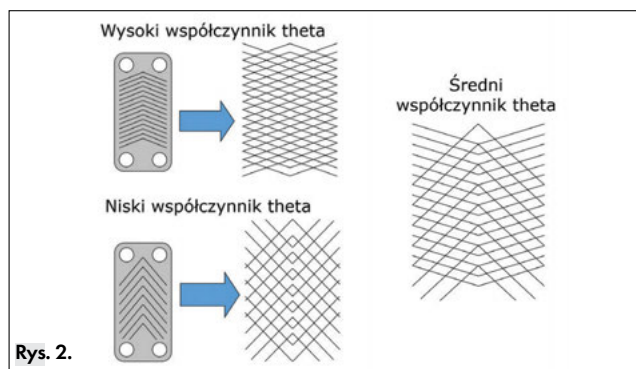 Wysoki współczynnik theta
Średni
współczynnik theta
Niski współczynnik theta
Rys. 2.